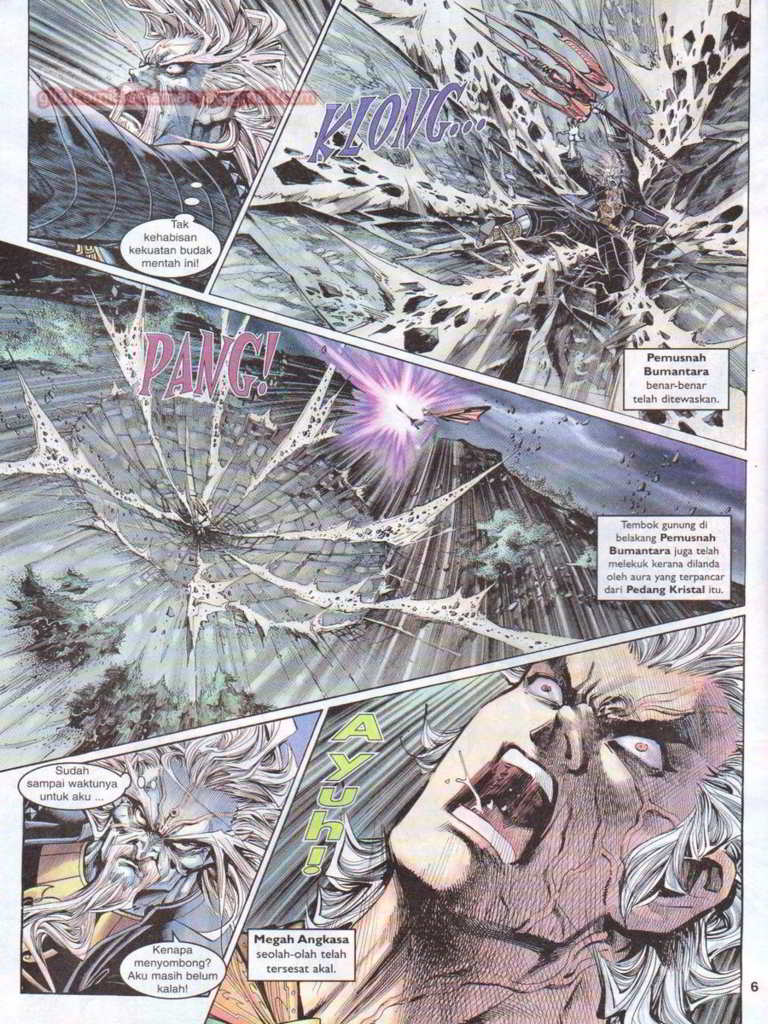 Tak
kehabisan
kekuatan budak
mentah ini!
KLONG...
Pemusnah
Bumantara
benar-benar
telah ditewaskan.
PANG!
Tembok gunung di
belakang Pemusnah
Bumantara juga telah
melekuk kerana dilanda
oleh aura yang terpancar
dari Pedang Kristal itu.
Sudah
sampai waktunya
untuk aku ...
Kenapa
menyombong?
Aku masih belum
kalah!
Ayuh!
Megah Angkasa
seolah-olah telah
tersesat akal.
6